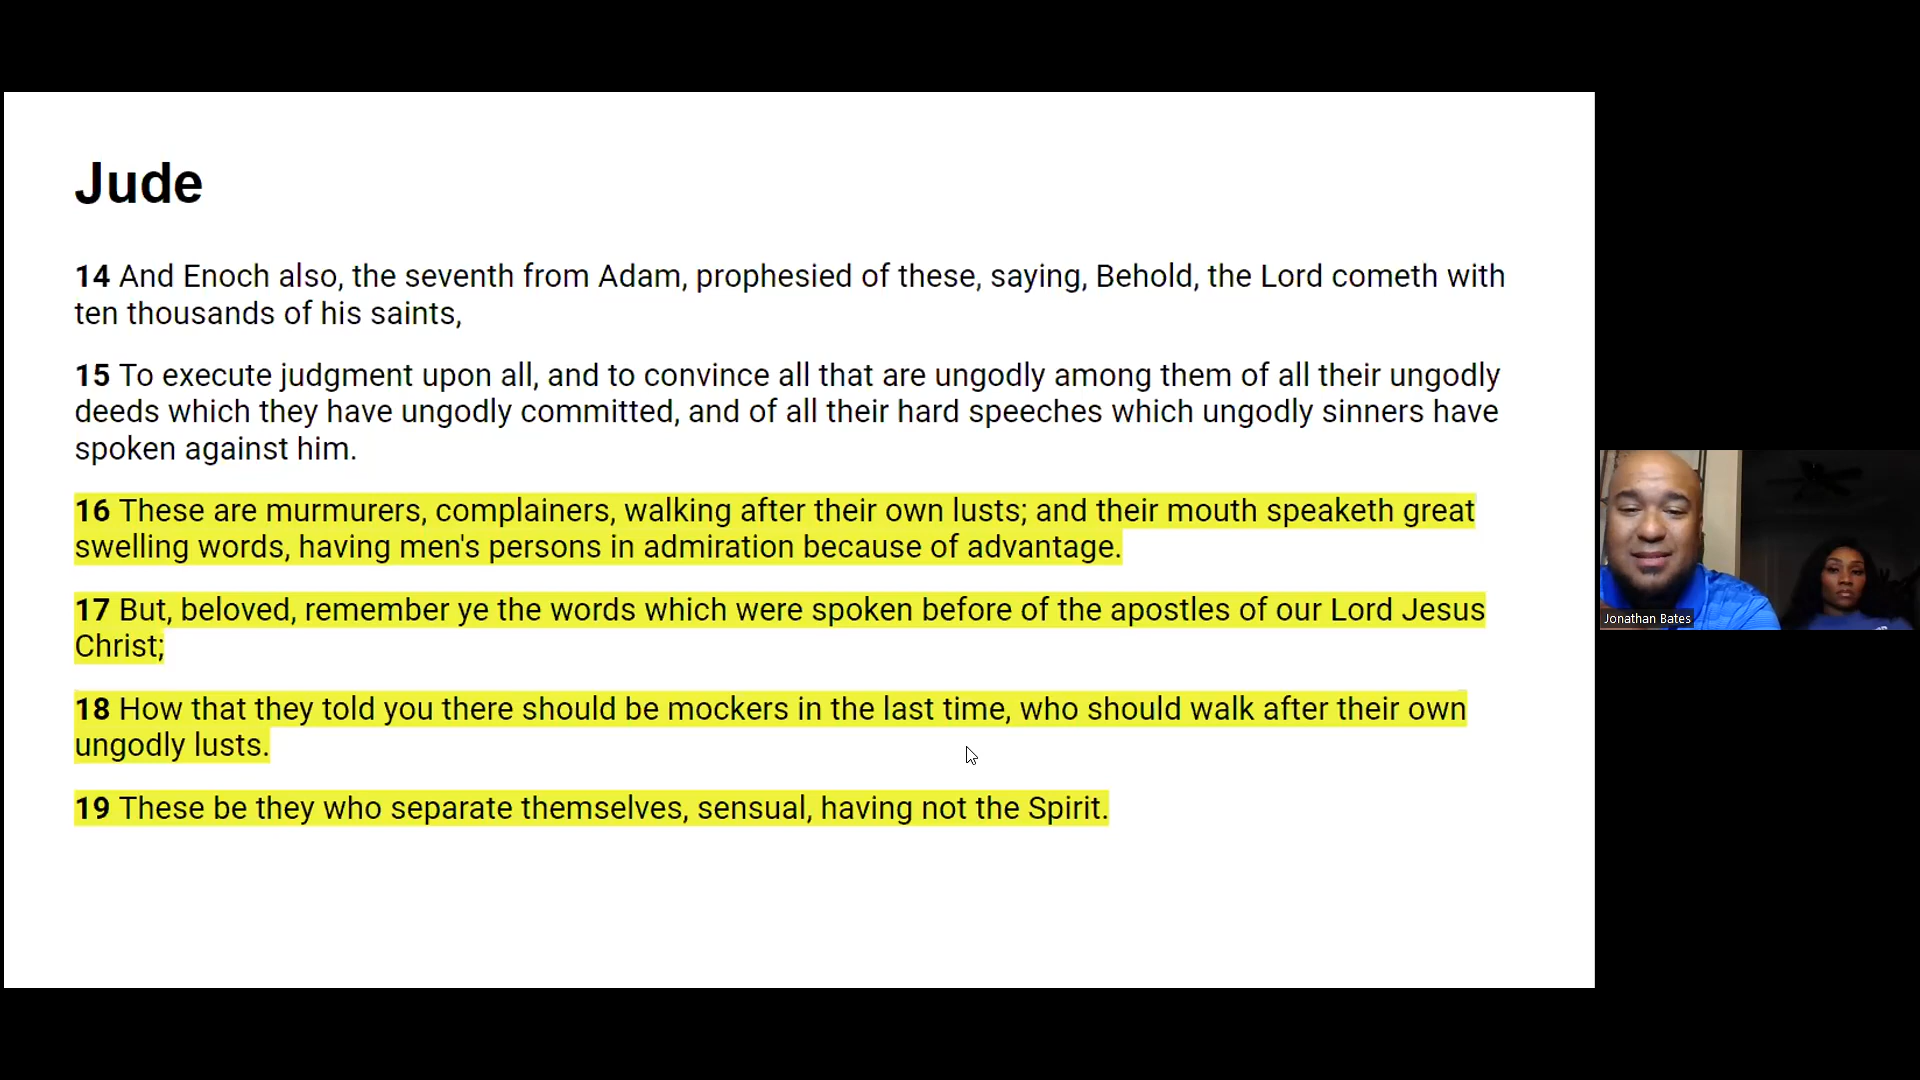 Jude
14 And Enoch also, the seventh from Adam, prophesied of these, saying, Behold, the Lord cometh with
ten thousands of his saints,
15 To execute judgment upon all, and to convince all that are ungodly among them of all their ungodly
deeds which they have ungodly committed, and of all their hard speeches which ungodly sinners have
spoken against him.
16 These are murmurers, complainers, walking after their own lusts; and their mouth speaketh great
swelling words, having men's persons in admiration because of advantage.
17 But, beloved, remember ye the words which were spoken before of the apostles of our Lord Jesus
Christ;
18 How that they told you there should be mockers in the last time, who should walk after their own
ungodly lusts.
19 These be they who separate themselves, sensual, having not the Spirit.
Jonathan Bates